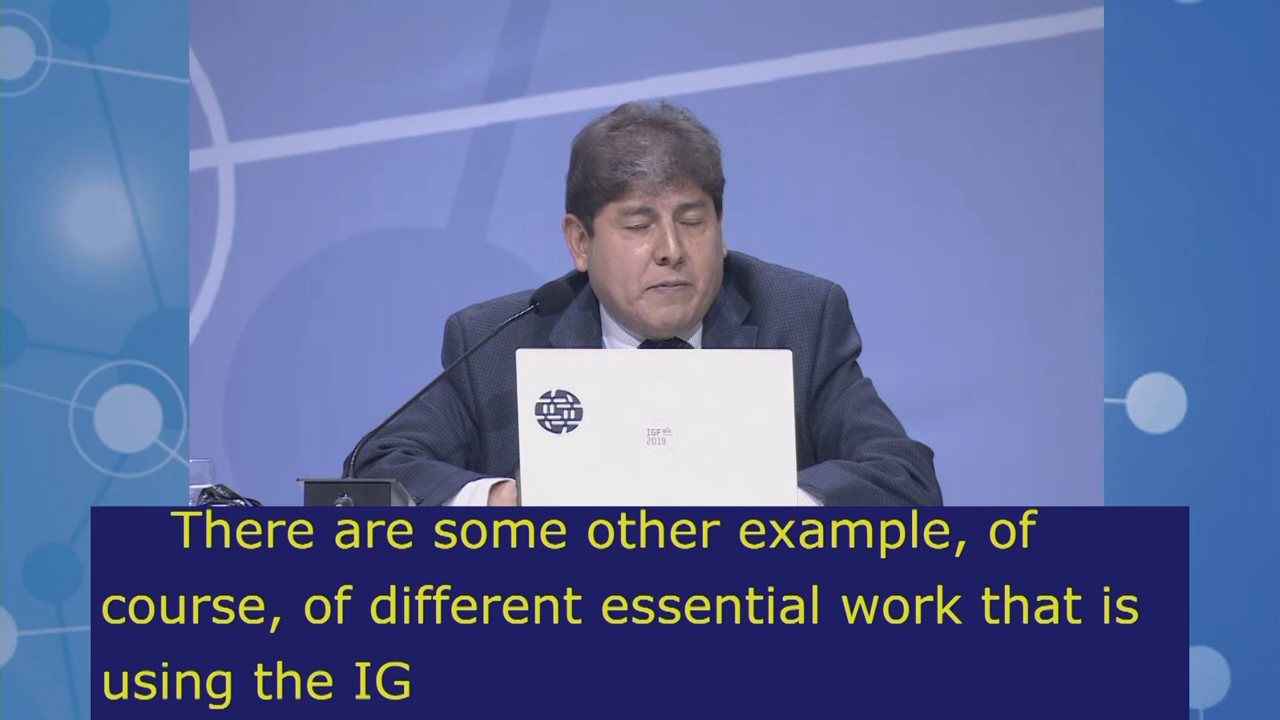 IGF
2019
There are some other example, of
course, of different essential work that is
using the IG